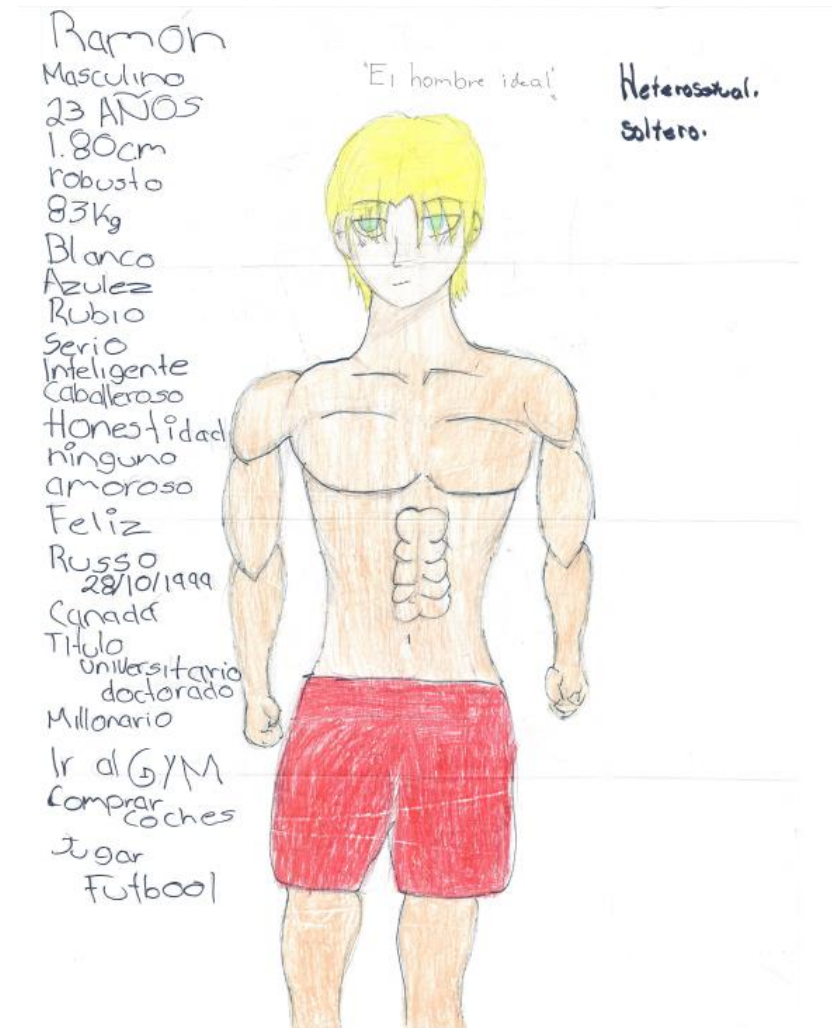 Ramón
Masculino
23 AÑOS
1.80cm
robusto
83Kg
Blanco
Azulez
Rubio
Serio
Inteligente
Caballeroso
Honestidad
ninguno
amoroso
Feliz
Russo
28/10/1999
Canadá
Titulo
universitario
doctorado
Millonario
Ir al GYM
Comprar
coches
Jugar
Futbool
"El hombre ideal"
Heterosexual.
Soltero.